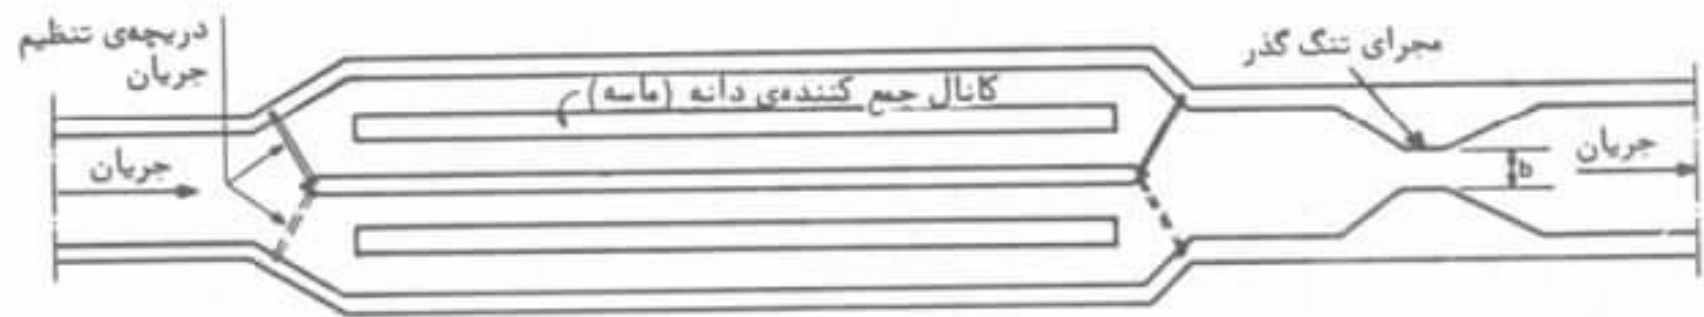 دریچه‌ی تنظیم
جریان
مجرای تنگ گذر
کانال جمع کننده‌ی دانه (ماسه)
جریان
جریان
b